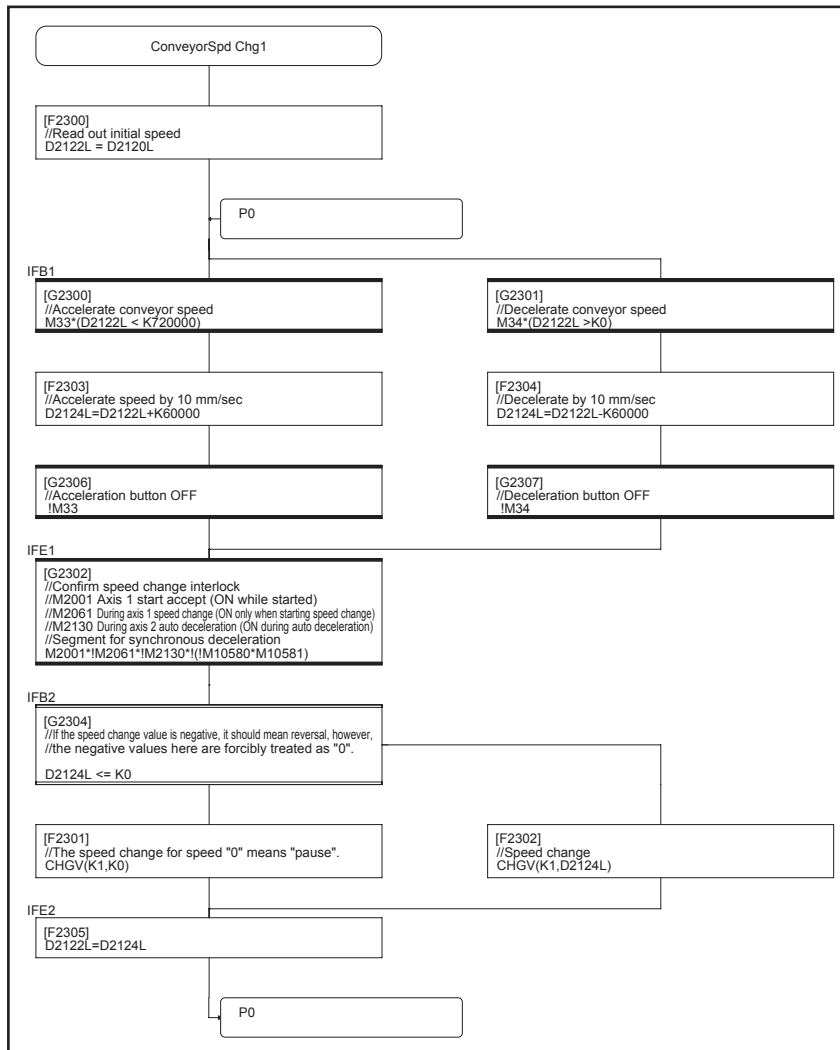 ConveyorSpd Chg1
[F2300]
//Read out initial speed
D2122L = D2120L
P0
IFB1
[G2300]
//Accelerate conveyor speed
M33*(D2122L < K720000)
[G2301]
//Decelerate conveyor speed
M34*(D2122L >K0)
[F2303]
//Accelerate speed by 10 mm/sec
D2124L=D2122L+K60000
[F2304]
//Decelerate by 10 mm/sec
D2124L=D2122L-K60000
[G2306]
//Acceleration button OFF
!M33
[G2307]
//Deceleration button OFF
!M34
IFE1
[G2302]
//Confirm speed change interlock
//M2001 Axis 1 start accept (ON while started)
//M2061 During axis 1 speed change (ON only when starting speed change)
//M2130 During axis 2 auto deceleration (ON during auto deceleration)
//Segment for synchronous deceleration
M2001*!M2061*!M2130*!(!M10580*M10581)
IFB2
[G2304]
//If the speed change value is negative, it should mean reversal, however,
//the negative values here are forcibly treated as "0".
D2124L <= K0
[F2301]
//The speed change for speed "0" means "pause".
CHGV(K1,K0)
[F2302]
//Speed change
CHGV(K1,D2124L)
IFE2
[F2305]
D2122L=D2124L
P0